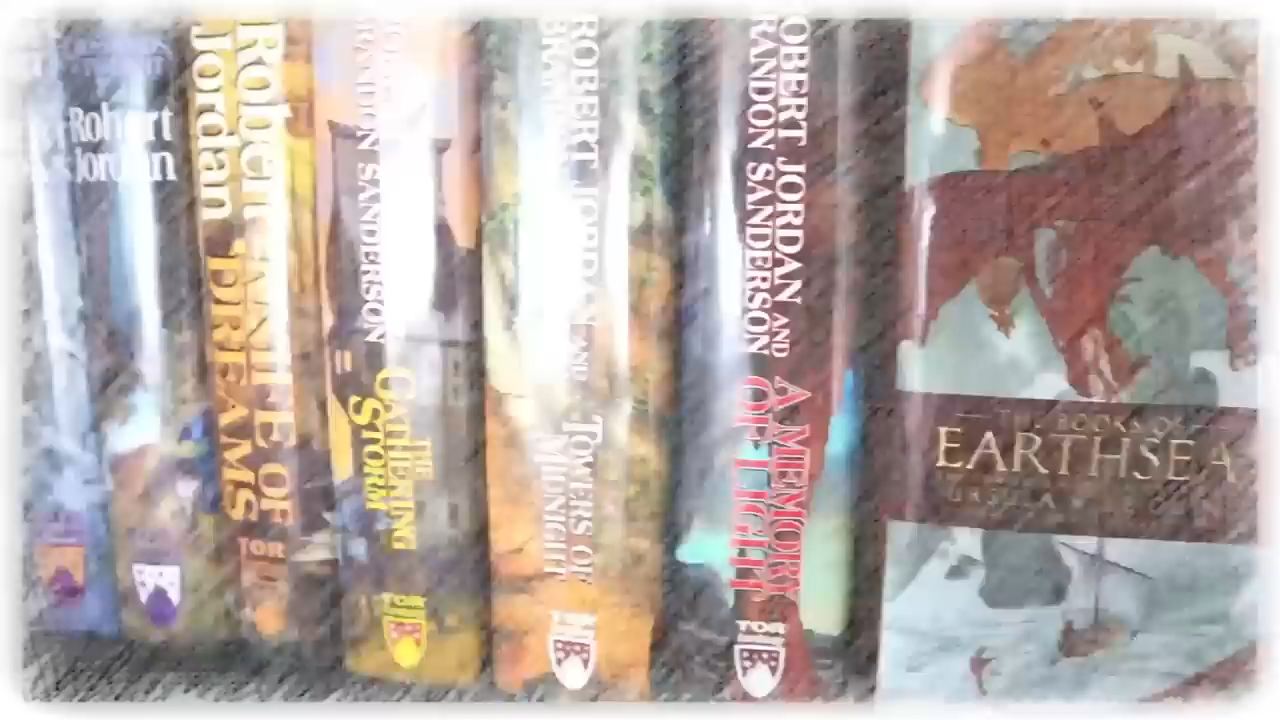 Robert
Jordan
Robert
Jordan
KNIFE OF
DREAMS
TOR
BRANDON SANDERSON
THE
GATHERING
STORM
ROBERT JORDAN AND
TOWERS OF
MIDNIGHT
ROBERT JORDAN AND
BRANDON SANDERSON
A MEMORY
OF LIGHT
TOR
THE BOOKS OF
EARTHSEA